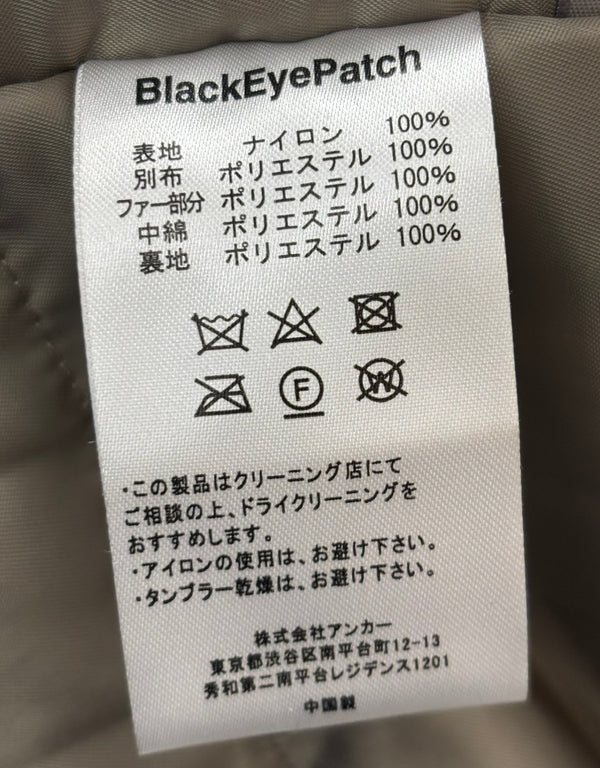 BlackEyePatch
表地 ナイロン 100%
別布 ポリエステル 100%
ファー部分 ポリエステル 100%
中綿 ポリエステル 100%
裏地 ポリエステル 100%
F W
・この製品はクリーニング店にて
ご相談の上、ドライクリーニングを
おすすめします。
・アイロンの使用は、お避け下さい。
・タンブラー乾燥は、お避け下さい。
株式会社アンカー
東京都渋谷区南平台町12-13
秀和第二南平台レジデンス1201
中国製